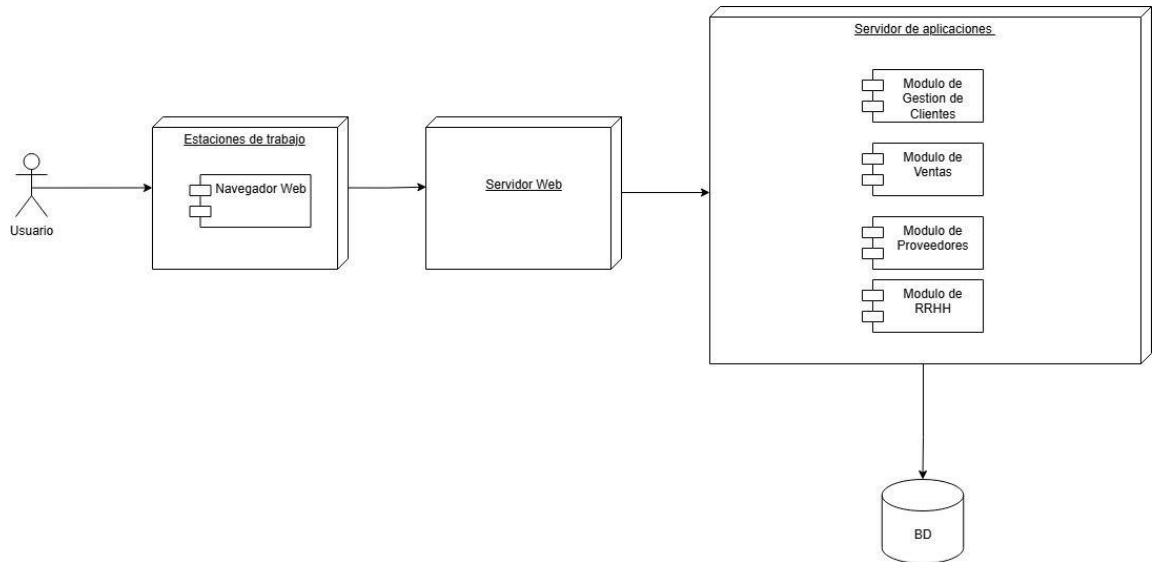 Usuario
Estaciones de trabajo
Navegador Web
Servidor Web
Servidor de aplicaciones
Modulo de
Gestion de
Clientes
Modulo de
Ventas
Modulo de
Proveedores
Modulo de
RRHH
BD